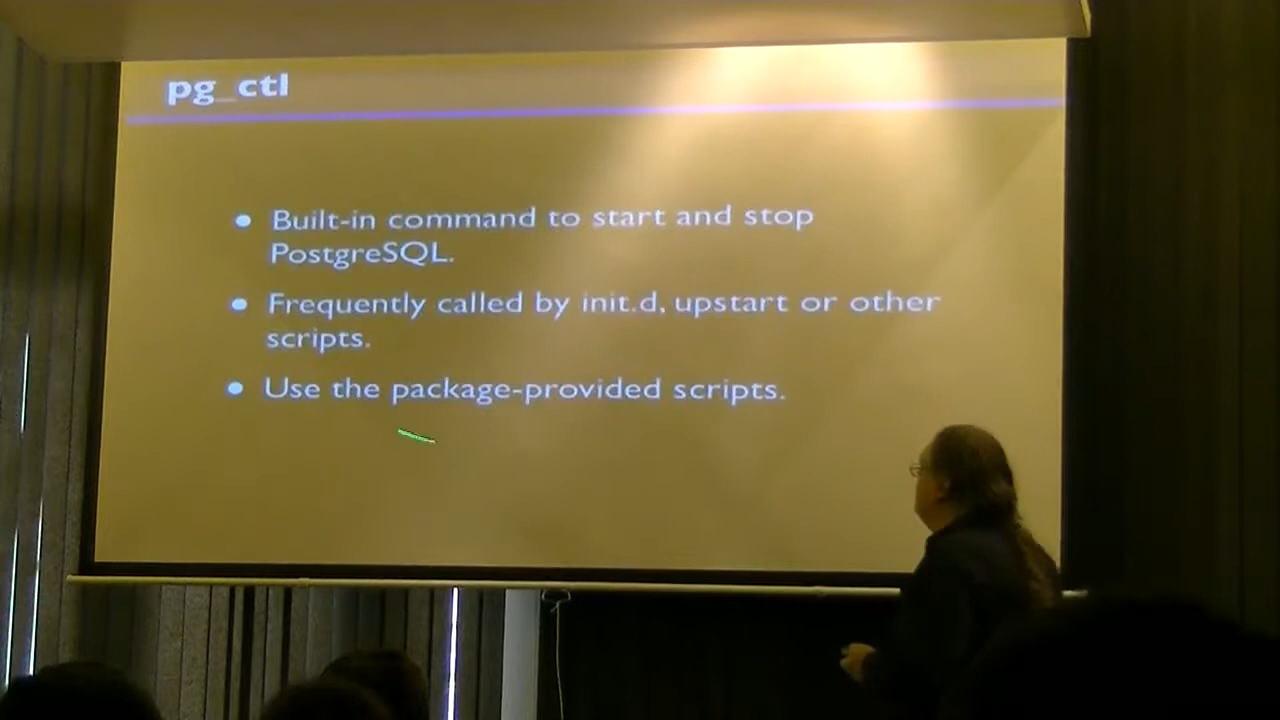 pg_ctl
• Built-in command to start and stop
PostgreSQL.
• Frequently called by init.d, upstart or other
scripts.
• Use the package-provided scripts.